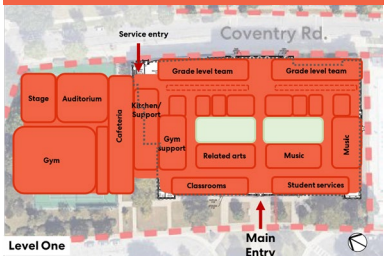 Coventry Rd.
Service entry
Grade level team
Grade level team
Stage
Auditorium
Cafeteria
Kitchen/
Support
Gym
Gym
support
Related arts
Music
Music
Classrooms
Student services
Level One
Main
Entry